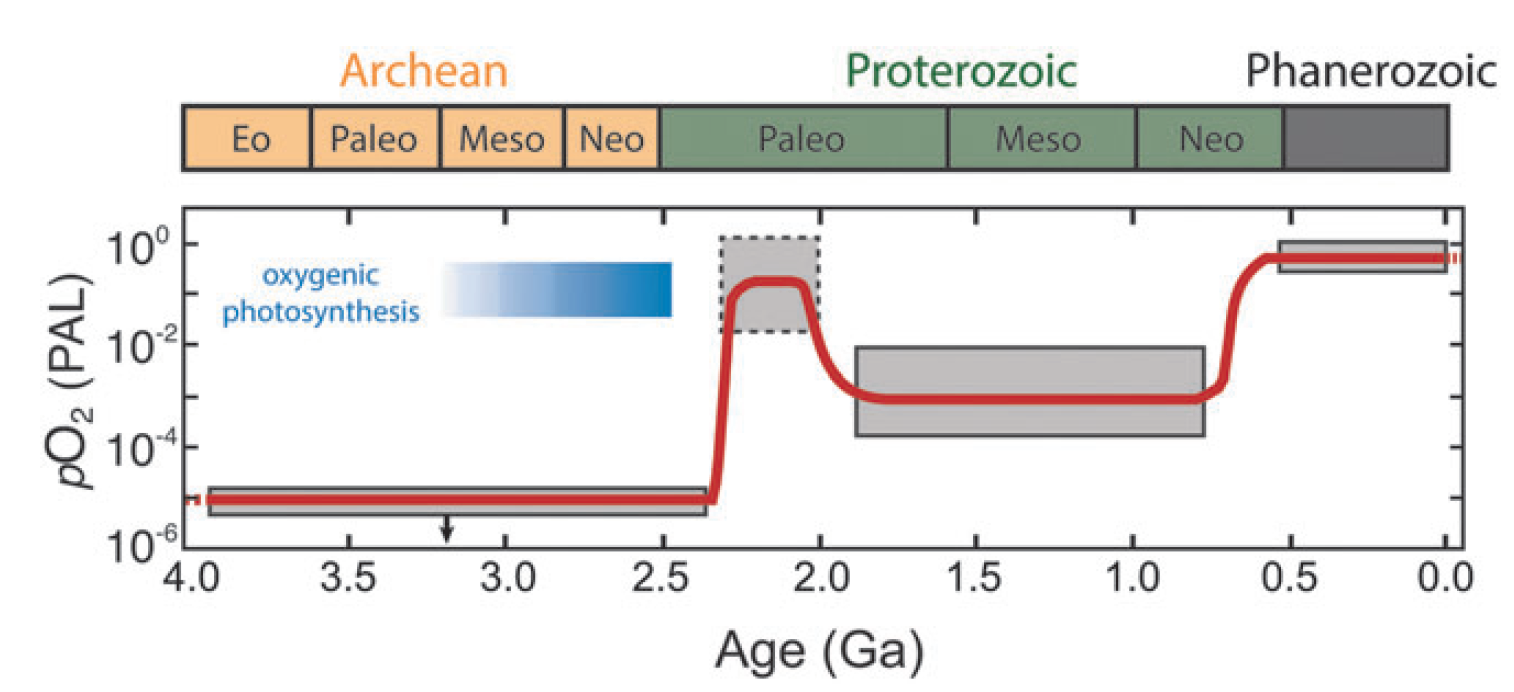 Archean Proterozoic Phanerozoic
Eo Paleo Meso Neo Paleo Meso Neo
oxygenic
photosynthesis
pO₂ (PAL)
10⁰
10⁻²
10⁻⁴
10⁻⁶
4.0 3.5 3.0 2.5 2.0 1.5 1.0 0.5 0.0
Age (Ga)